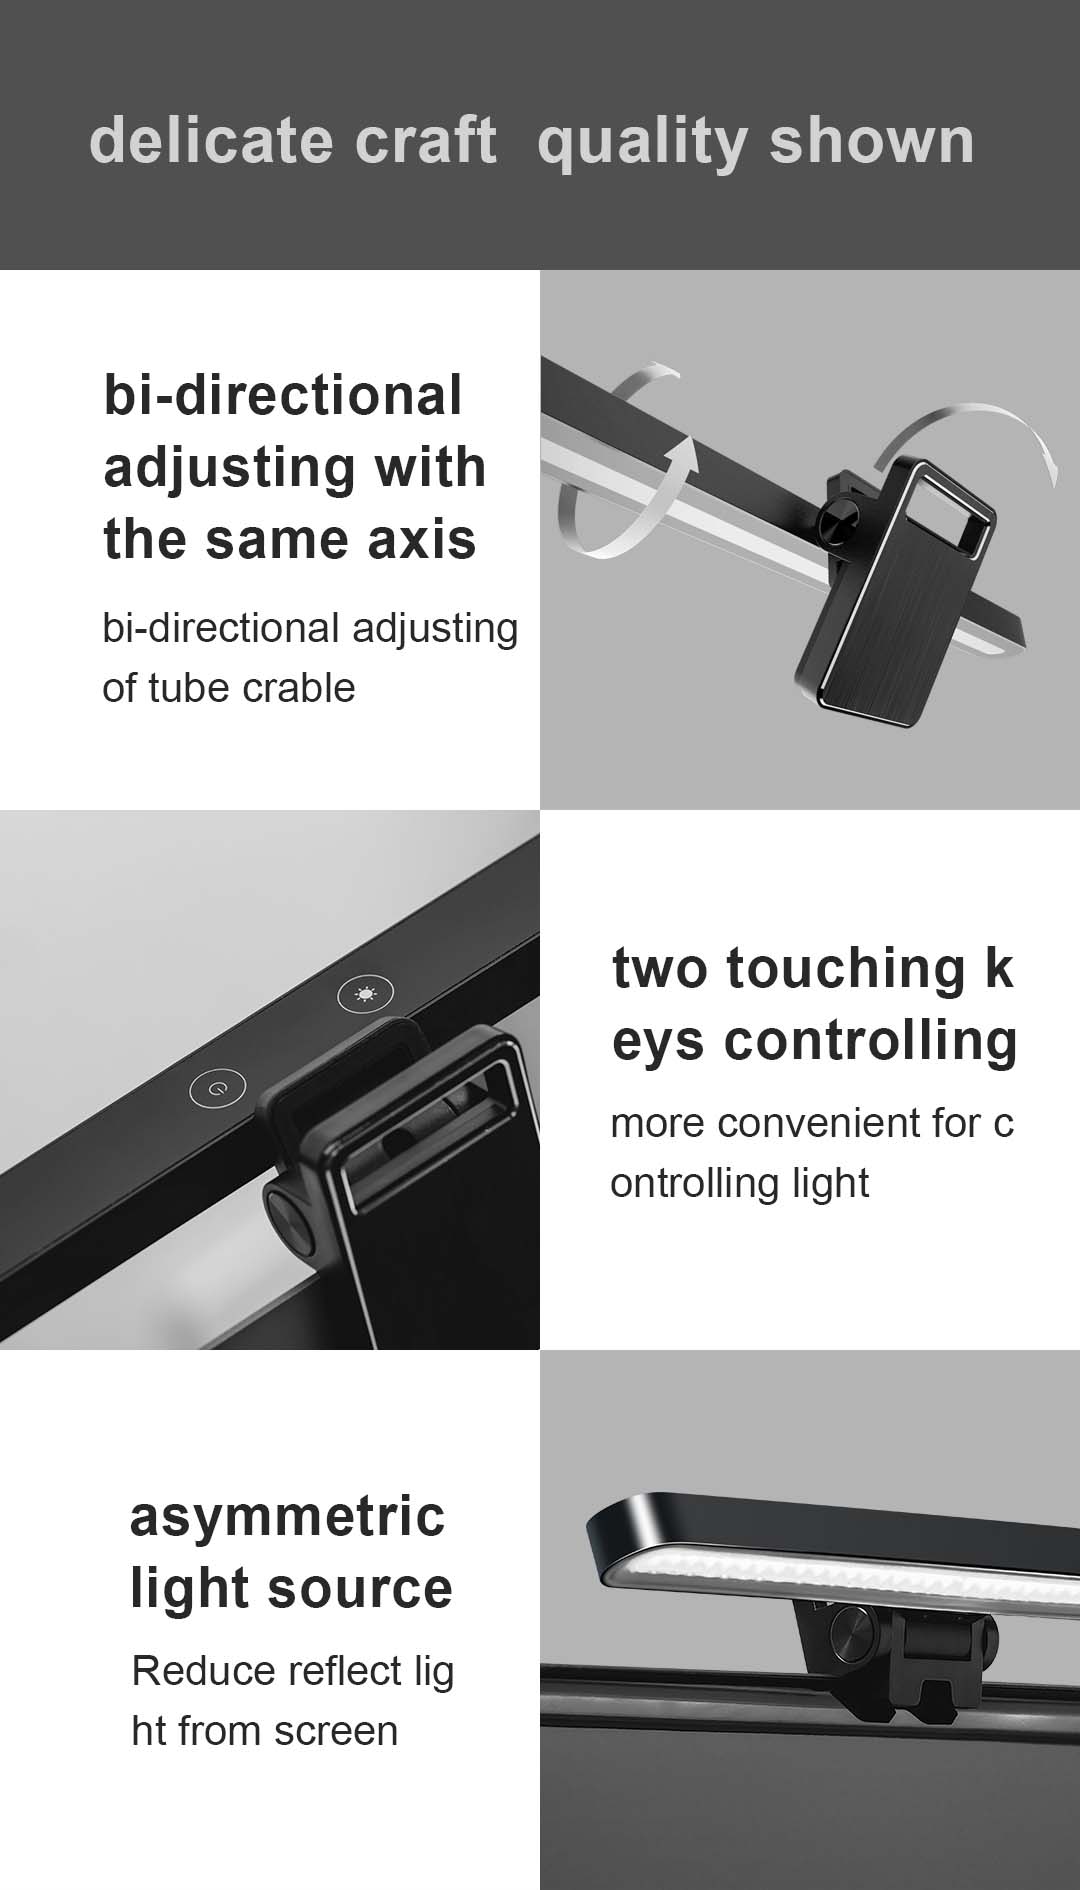 delicate craft  quality shown
bi-directional
adjusting with
the same axis
bi-directional adjusting
of tube crable
two touching k
eys controlling
more convenient for c
ontrolling light
asymmetric
light source
Reduce reflect lig
ht from screen